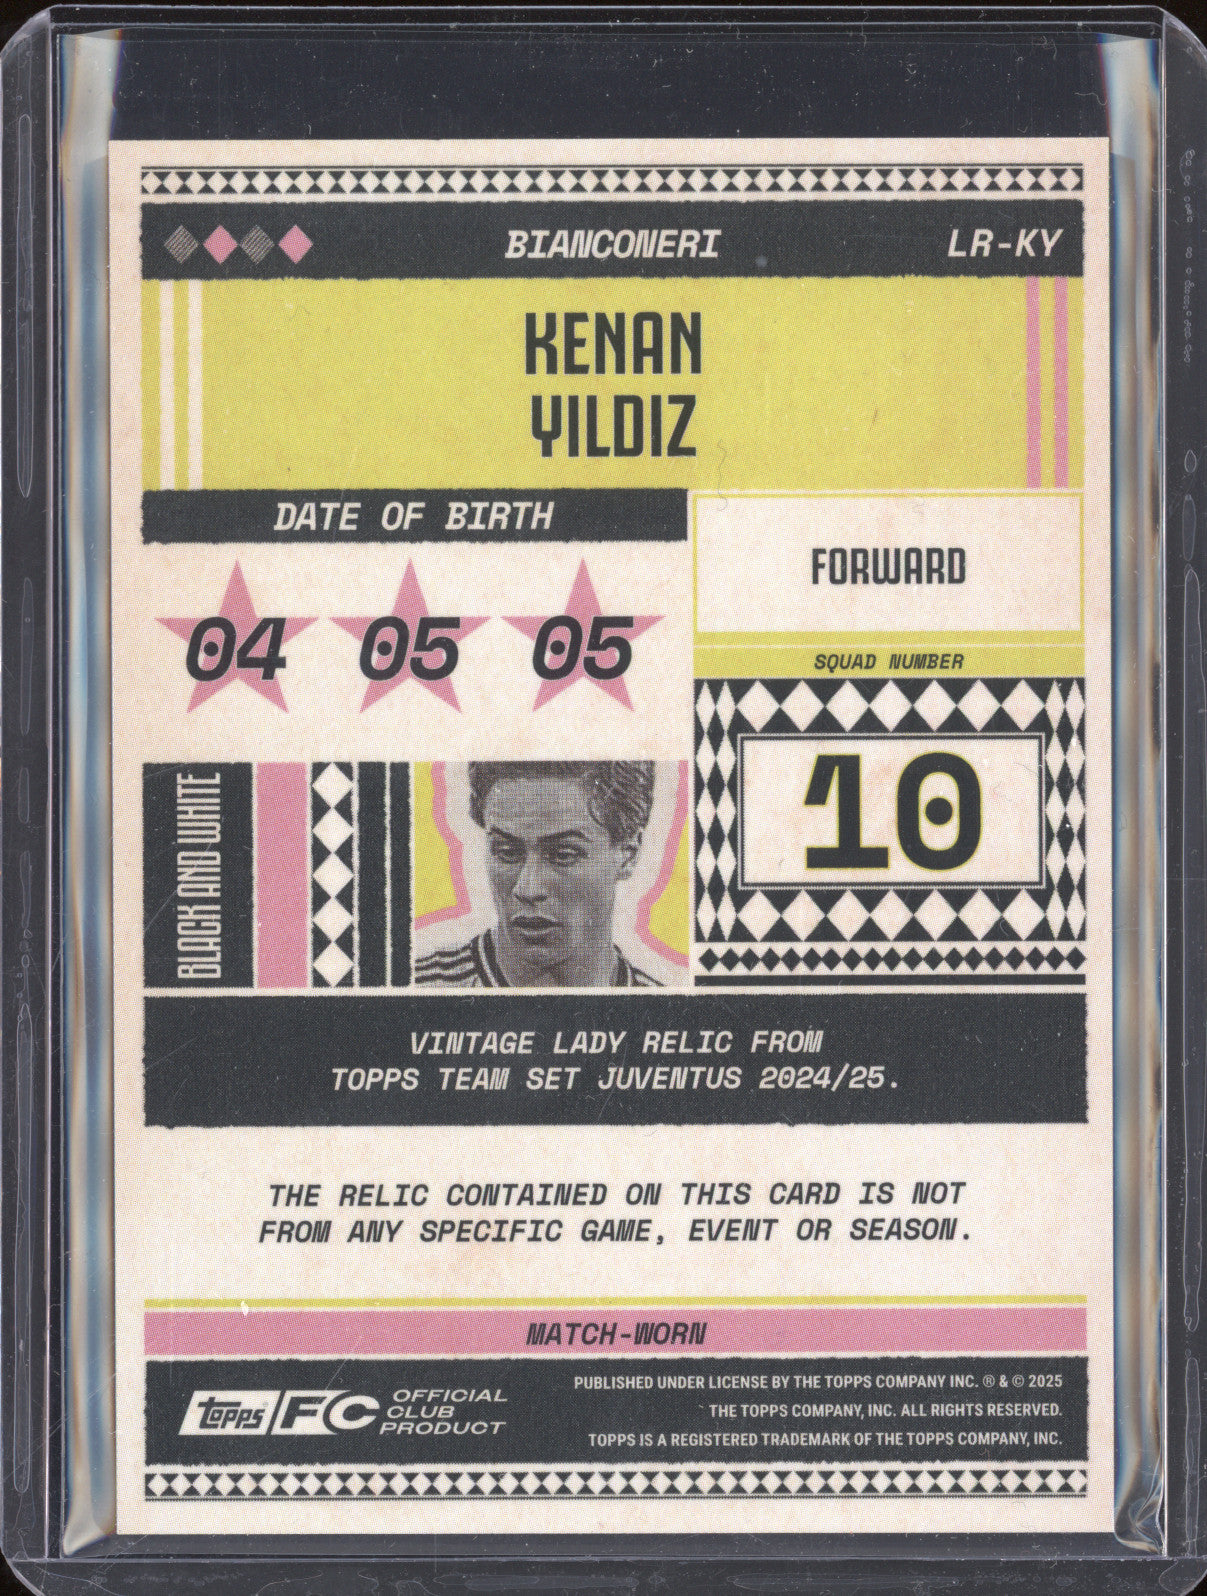 BIANCONERI
LR-KY
KENAN
YILDIZ
DATE OF BIRTH
04 05 05
FORWARD
SQUAD NUMBER
10
BLACK AND WHITE
VINTAGE LADY RELIC FROM
TOPPS TEAM SET JUVENTUS 2024/25.
THE RELIC CONTAINED ON THIS CARD IS NOT
FROM ANY SPECIFIC GAME, EVENT OR SEASON.
MATCH-WORN
topps FC
OFFICIAL
CLUB
PRODUCT
PUBLISHED UNDER LICENSE BY THE TOPPS COMPANY INC. ® & © 2025
THE TOPPS COMPANY, INC. ALL RIGHTS RESERVED.
TOPPS IS A REGISTERED TRADEMARK OF THE TOPPS COMPANY, INC.